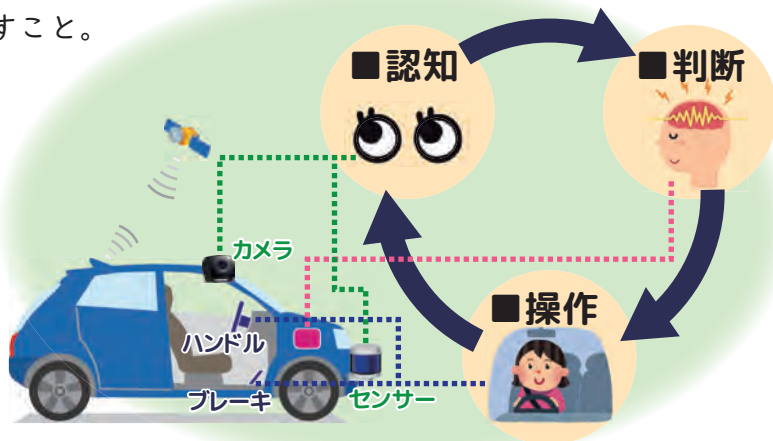 すこと。
■認知
■判断
カメラ
ハンドル
■操作
ブレーキ
センサー